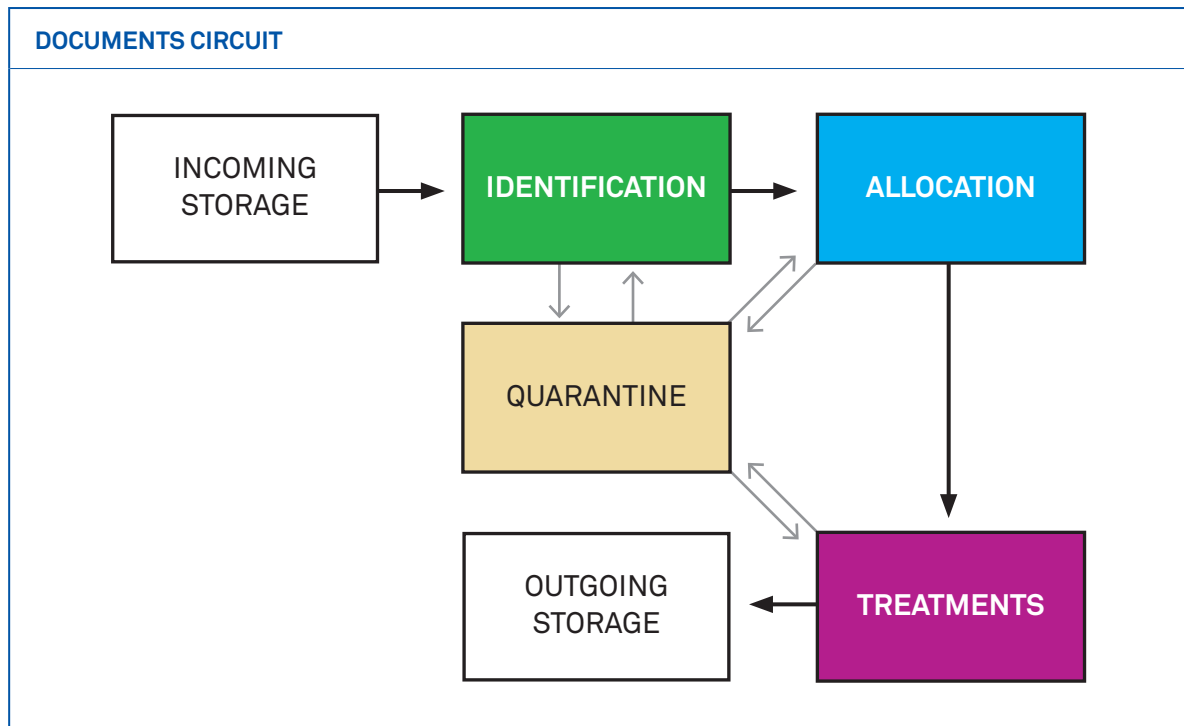 DOCUMENTS CIRCUIT
INCOMING
STORAGE
IDENTIFICATION
ALLOCATION
QUARANTINE
OUTGOING
STORAGE
TREATMENTS